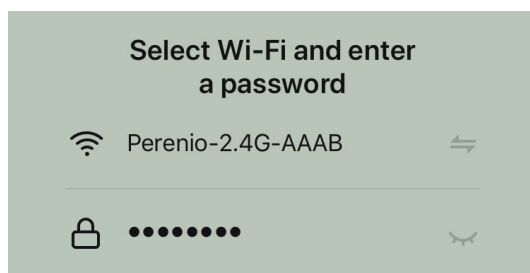 Select Wi-Fi and enter
a password
Perenio-2.4G-AAAB
•••••••••